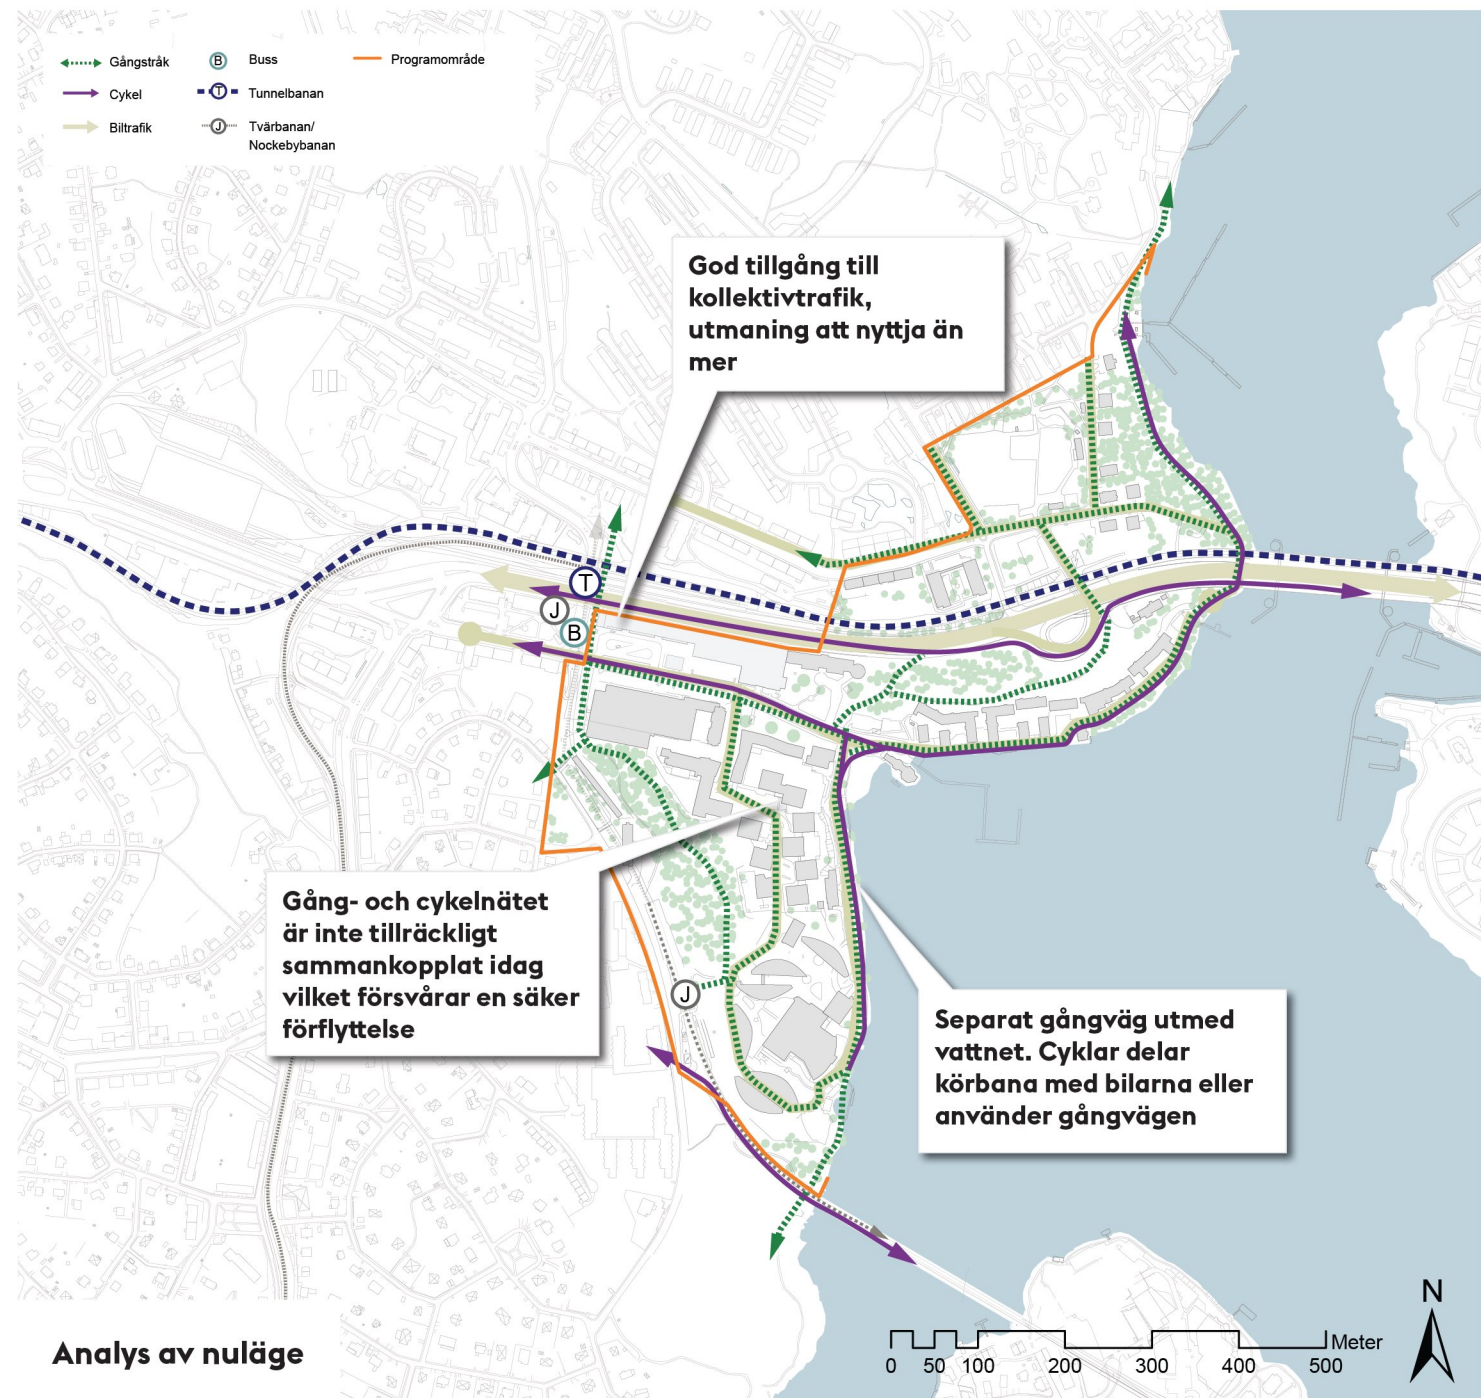 Gångstråk
Cykel
Biltrafik
B Buss
T Tunnelbanan
J Tvärbanan/
Nockebybanan
Programområde
God tillgång till
kollektivtrafik,
utmaning att nyttja än
mer
T
J
B
Gång- och cykelnätet
är inte tillräckligt
sammankopplat idag
vilket försvårar en säker
förflyttelse
J
Separat gångväg utmed
vattnet. Cyklar delar
körbana med bilarna eller
använder gångvägen
Analys av nuläge
N
Meter
0 50 100 200 300 400 500